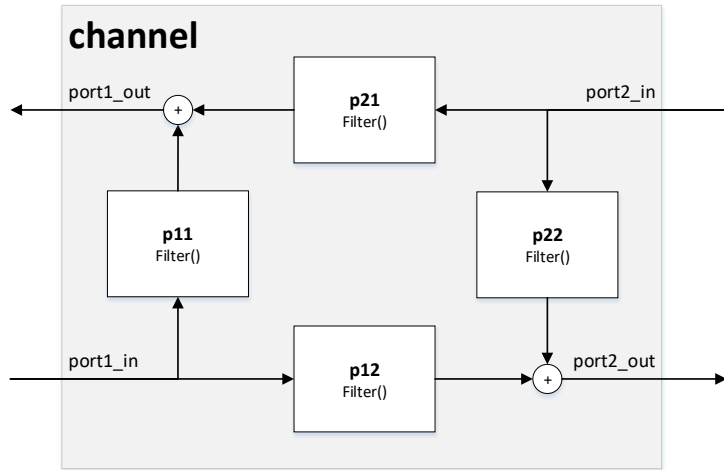 channel
port1_out
+
p21
Filter()
port2_in
p11
Filter()
p22
Filter()
port1_in
p12
Filter()
+
port2_out